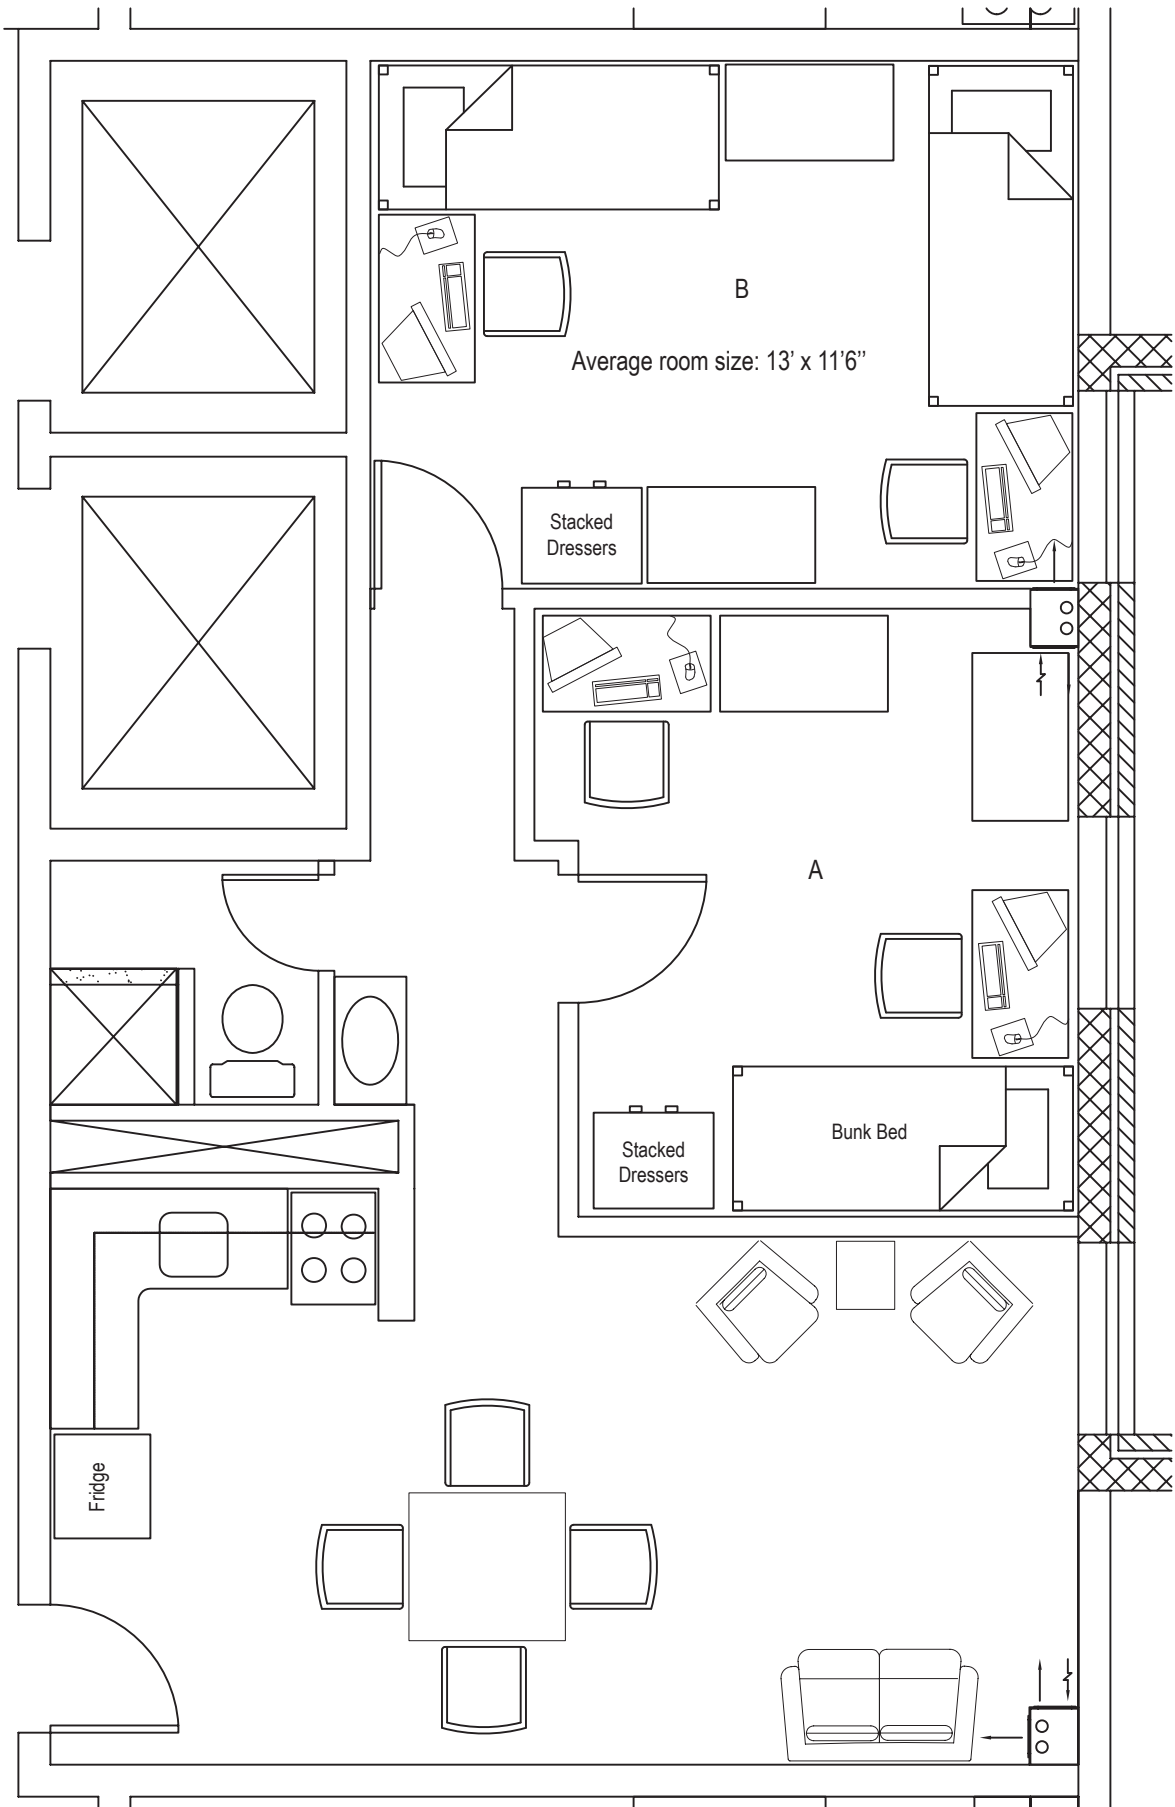 B
Average room size: 13’ x 11’6’’
Stacked
Dressers
A
Bunk Bed
Stacked
Dressers
Fridge